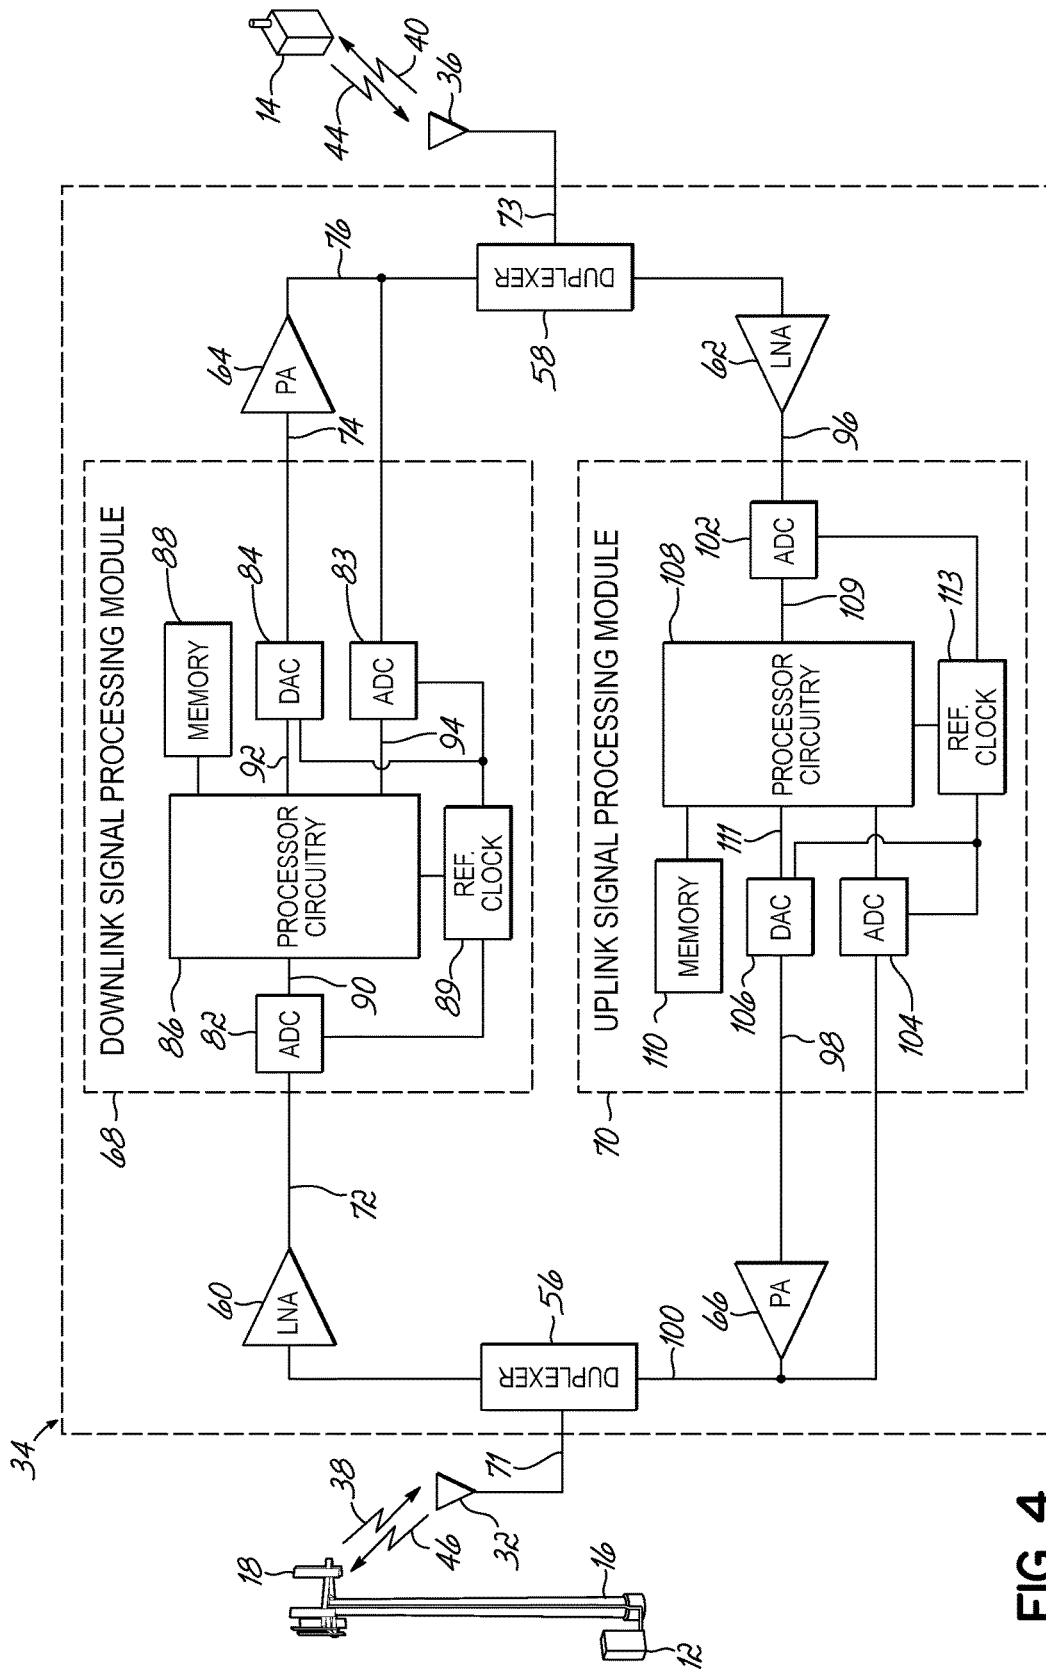 34
18
38
46
32
71
16
12
56
DUPLEXER
100
60
LNA
72
66
PA
68
DOWNLINK SIGNAL PROCESSING MODULE
82
ADC
90
86
PROCESSOR
CIRCUITRY
88
MEMORY
92
84
DAC
94
83
ADC
89
REF.
CLOCK
74
64
PA
76
70
UPLINK SIGNAL PROCESSING MODULE
110
MEMORY
106
DAC
98
104
ADC
111
108
PROCESSOR
CIRCUITRY
109
102
ADC
113
REF.
CLOCK
96
62
LNA
58
DUPLEXER
73
36
14
44
40
FIG. 4